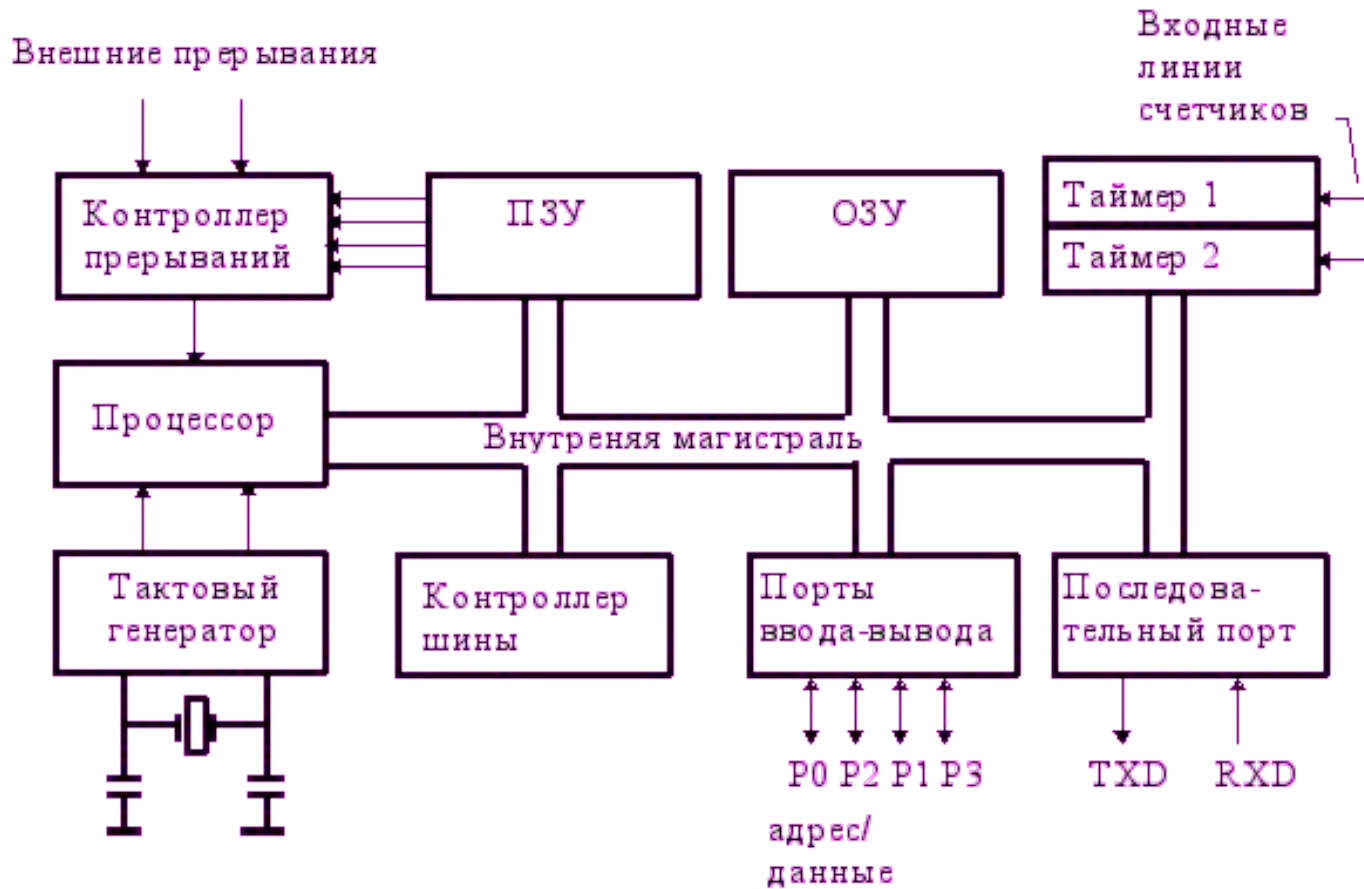 Внешние прерывания
Входные
линии
счетчиков
Контроллер
прерываний
ПЗУ
ОЗУ
Таймер 1
Таймер 2
Процессор
Внутреняя магистраль
Тактовый
генератор
Контроллер
шины
Порты
ввода-вывода
Последова-
тельный порт
P0 P2 P1 P3
TXD
RXD
адрес/
данные